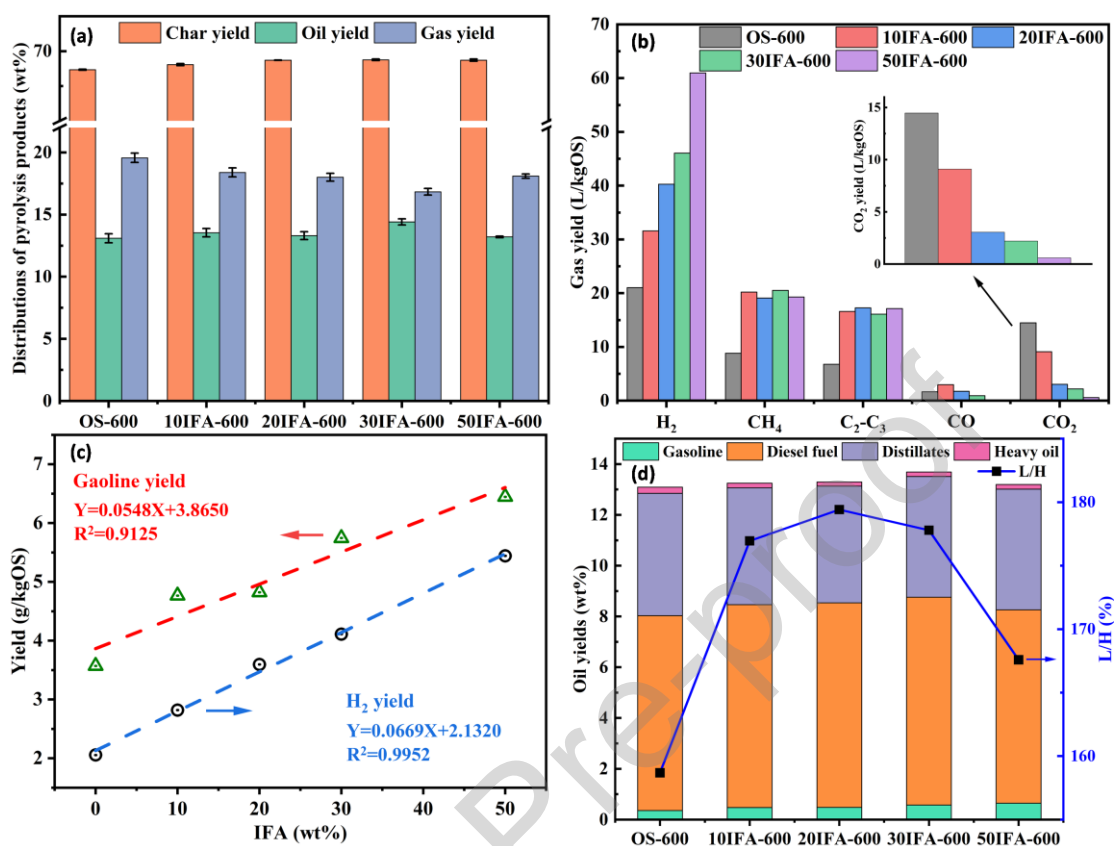 (a)
Char yield Oil yield Gas yield
Distributions of pyrolysis products (wt%)
70
20
15
10
5
0
OS-600 10IFA-600 20IFA-600 30IFA-600 50IFA-600
(b)
OS-600 10IFA-600 20IFA-600
30IFA-600 50IFA-600
Gas yield (L/kgOS)
70
60
50
40
30
20
10
0
H₂ CH₄ C₂-C₃ CO CO₂
CO₂ yield (L/kgOS)
15
10
5
0
(c)
Gaoline yield
Y=0.0548X+3.8650
R²=0.9125
H₂ yield
Y=0.0669X+2.1320
R²=0.9952
Yield (g/kgOS)
7
6
5
4
3
2
0 10 20 30 40 50
IFA (wt%)
(d)
Gasoline Diesel fuel Distillates Heavy oil
L/H
Oil yields (wt%)
14
12
10
8
6
4
2
0
180
170
160
L/H (%)
OS-600 10IFA-600 20IFA-600 30IFA-600 50IFA-600
Pre-proof